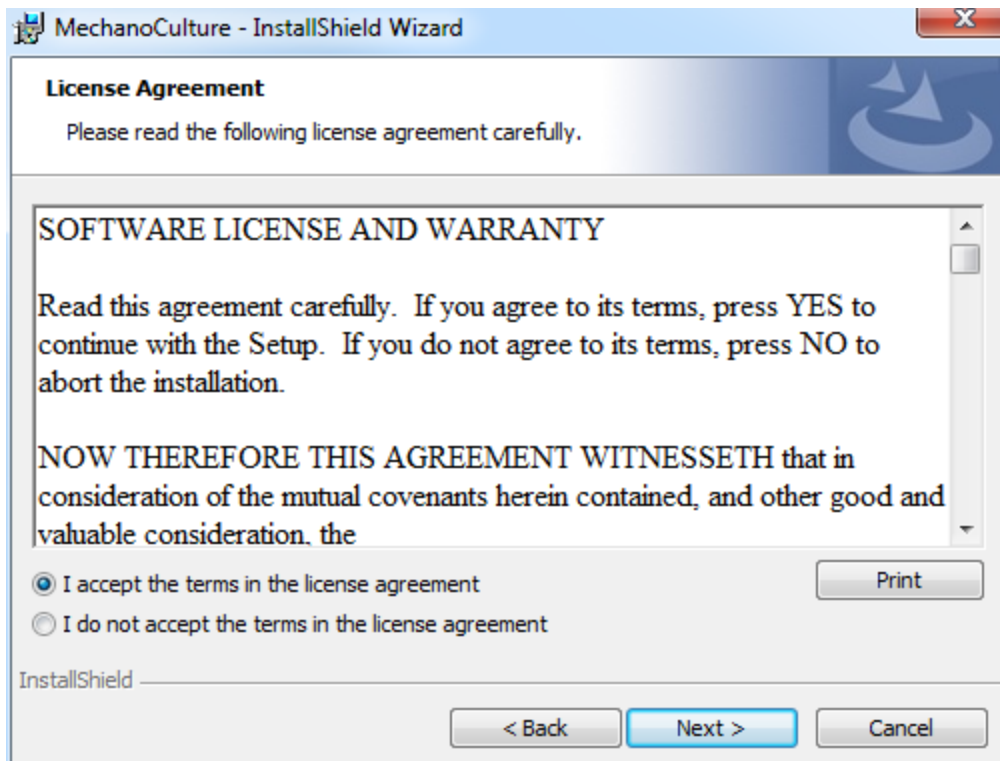 MechanoCulture - InstallShield Wizard
License Agreement
Please read the following license agreement carefully.
SOFTWARE LICENSE AND WARRANTY
Read this agreement carefully.  If you agree to its terms, press YES to
continue with the Setup.  If you do not agree to its terms, press NO to
abort the installation.
NOW THEREFORE THIS AGREEMENT WITNESSETH that in
consideration of the mutual covenants herein contained, and other good and
valuable consideration, the
I accept the terms in the license agreement
Print
I do not accept the terms in the license agreement
InstallShield
< Back
Next >
Cancel